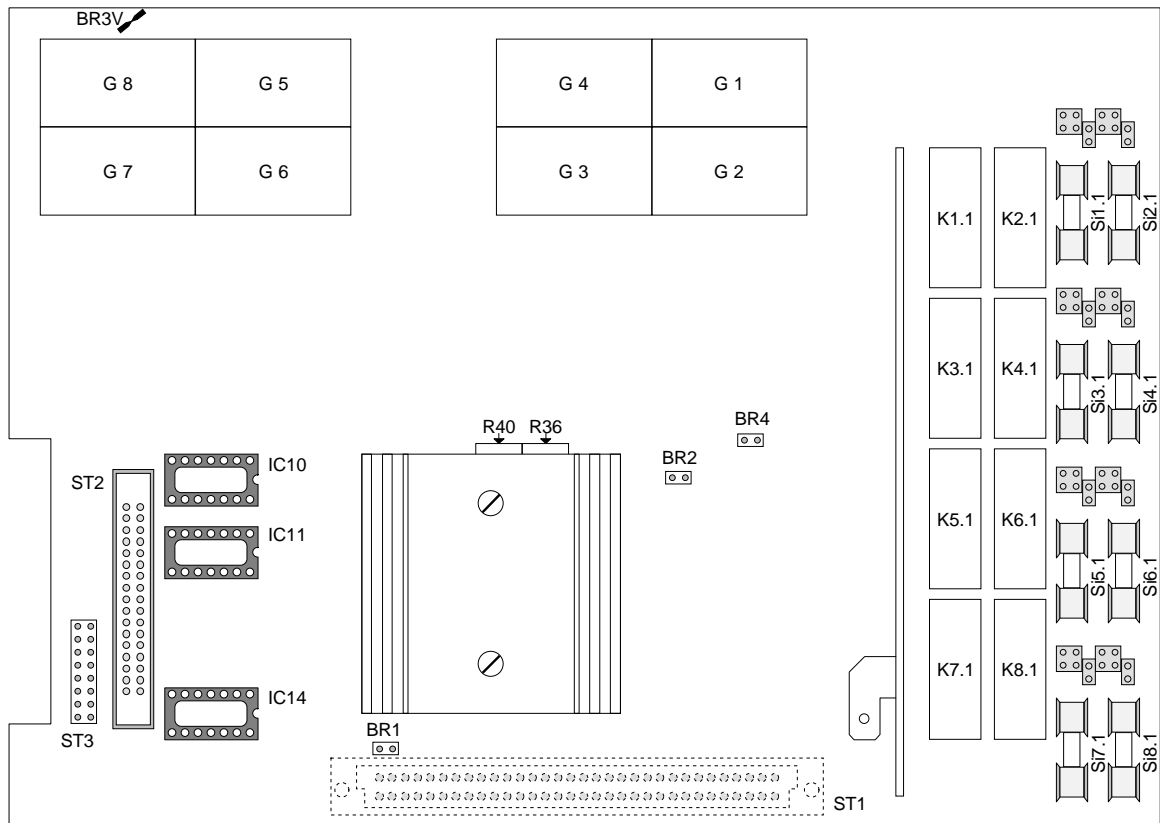 BR3V
G 8
G 5
G 4
G 1
G 7
G 6
G 3
G 2
K1.1
K2.1
Si1.1
Si2.1
K3.1
K4.1
Si3.1
Si4.1
R40
R36
BR4
BR2
ST2
IC10
IC11
K5.1
K6.1
Si5.1
Si6.1
IC14
K7.1
K8.1
ST3
BR1
Si7.1
Si8.1
ST1